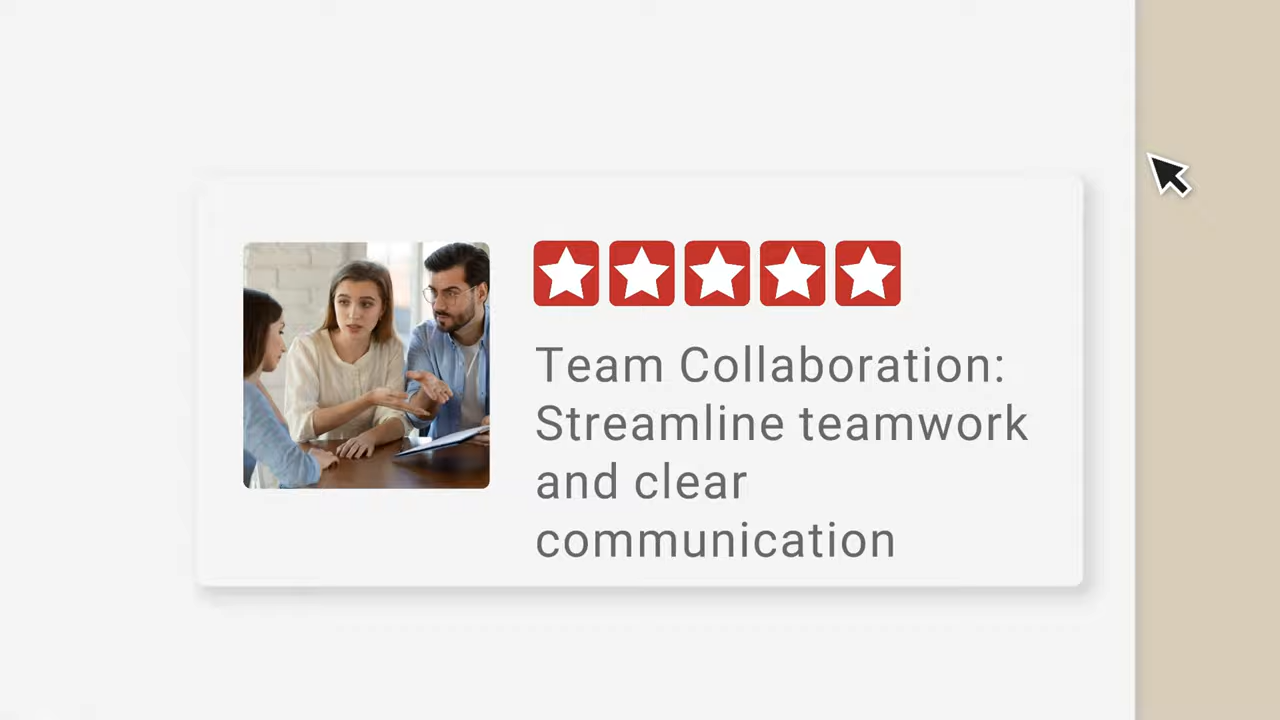 Team Collaboration:
Streamline teamwork
and clear
communication